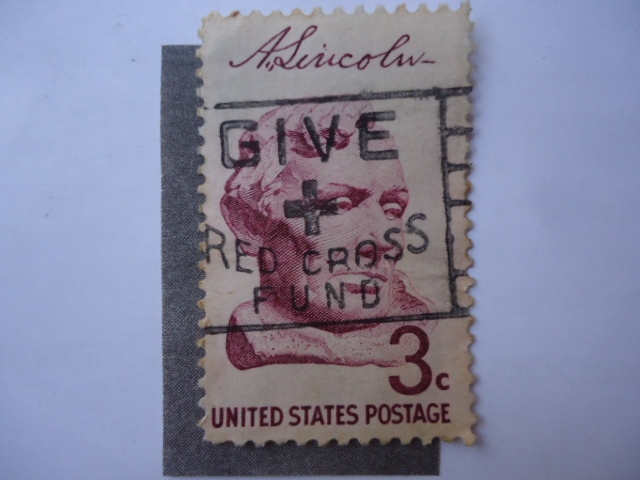 A. Lincoln
GIVE
RED CROSS
FUND
3c
UNITED STATES POSTAGE